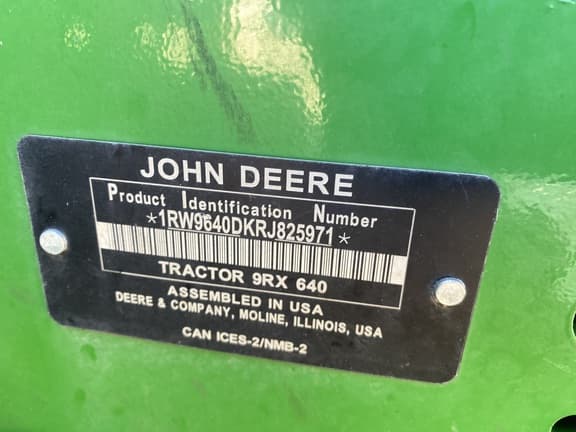 JOHN DEERE
Product Identification Number
*1RW9640DKRJ825971*
TRACTOR 9RX 640
ASSEMBLED IN USA
DEERE & COMPANY, MOLINE, ILLINOIS, USA
CAN ICES-2/NMB-2